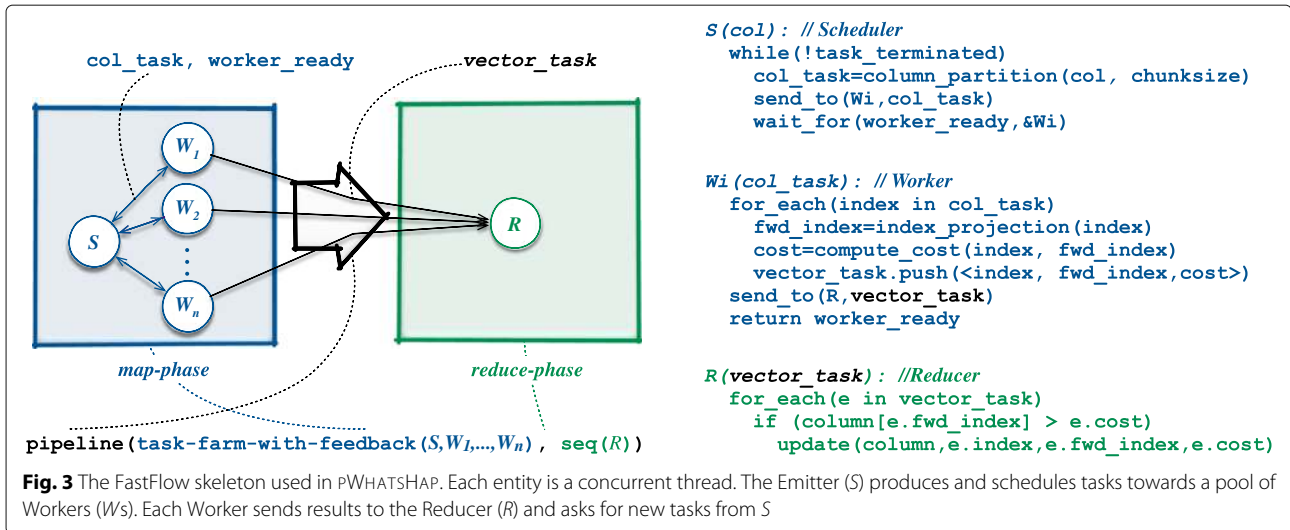 col_task, worker_ready
vector_task
W1
W2
S
Wn
R
map-phase
reduce-phase
pipeline(task-farm-with-feedback(S,W1,...,Wn), seq(R))
S(col): // Scheduler
while(!task_terminated)
col_task=column_partition(col, chunksize)
send_to(Wi,col_task)
wait_for(worker_ready,&Wi)
Wi(col_task): // Worker
for_each(index in col_task)
fwd_index=index_projection(index)
cost=compute_cost(index, fwd_index)
vector_task.push(<index, fwd_index,cost>)
send_to(R,vector_task)
return worker_ready
R(vector_task): //Reducer
for_each(e in vector_task)
if (column[e.fwd_index] > e.cost)
update(column,e.index,e.fwd_index,e.cost)
Fig. 3 The FastFlow skeleton used in PWHATSHAP. Each entity is a concurrent thread. The Emitter (S) produces and schedules tasks towards a pool of
Workers (Ws). Each Worker sends results to the Reducer (R) and asks for new tasks from S